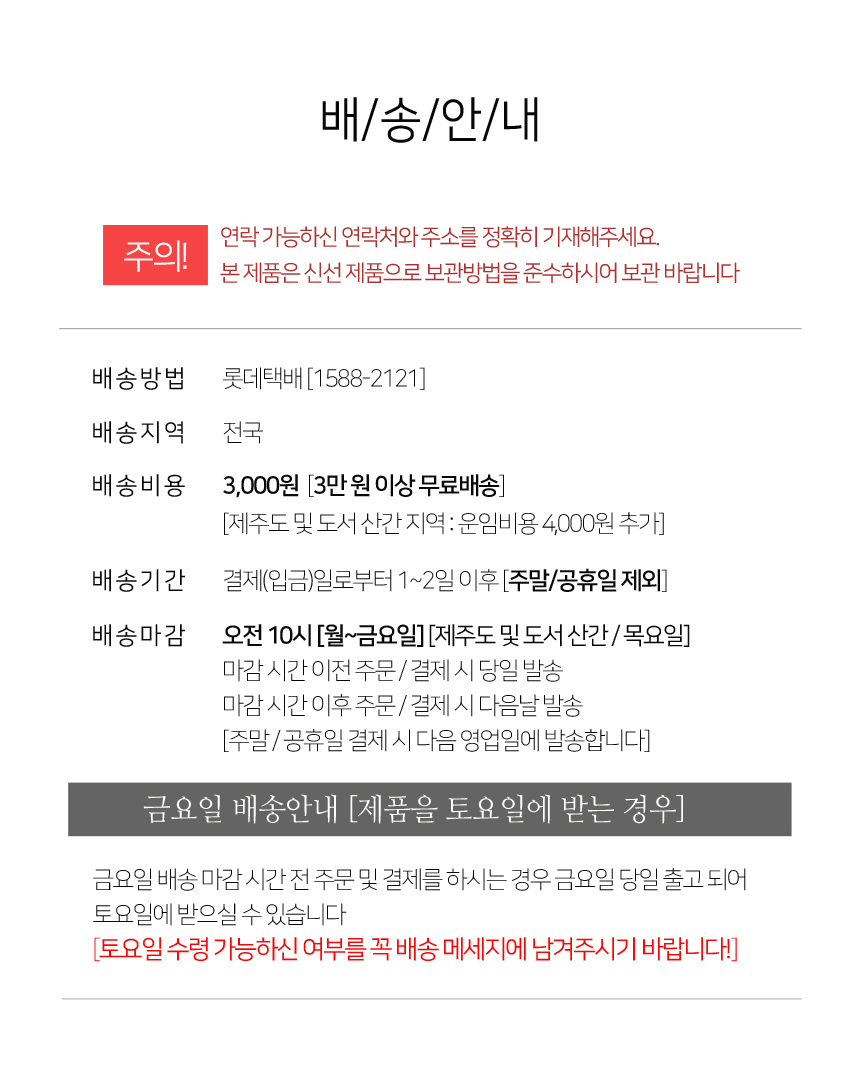 배/송/안/내
주의!
연락 가능하신 연락처와 주소를 정확히 기재해주세요.
본 제품은 신선 제품으로 보관방법을 준수하시어 보관 바랍니다
배송방법 롯데택배 [1588-2121]
배송지역 전국
배송비용 3,000원 [3만 원 이상 무료배송]
[제주도 및 도서 산간 지역 : 운임비용 4,000원 추가]
배송기간 결제(입금)일로부터 1~2일 이후 [주말/공휴일 제외]
배송마감 오전 10시 [월~금요일] [제주도 및 도서 산간 / 목요일]
마감 시간 이전 주문 / 결제 시 당일 발송
마감 시간 이후 주문 / 결제 시 다음날 발송
[주말 / 공휴일 결제 시 다음 영업일에 발송합니다]
금요일 배송안내 [제품을 토요일에 받는 경우]
금요일 배송 마감 시간 전 주문 및 결제를 하시는 경우 금요일 당일 출고 되어
토요일에 받으실 수 있습니다
[토요일 수령 가능하신 여부를 꼭 배송 메세지에 남겨주시기 바랍니다!]